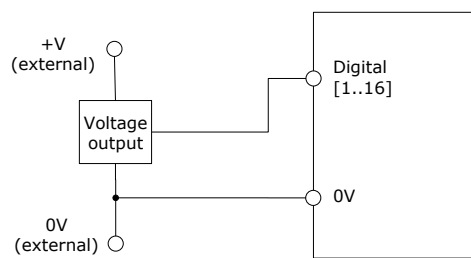 +V
(external)
Digital
[1..16]
Voltage
output
0V
0V
(external)